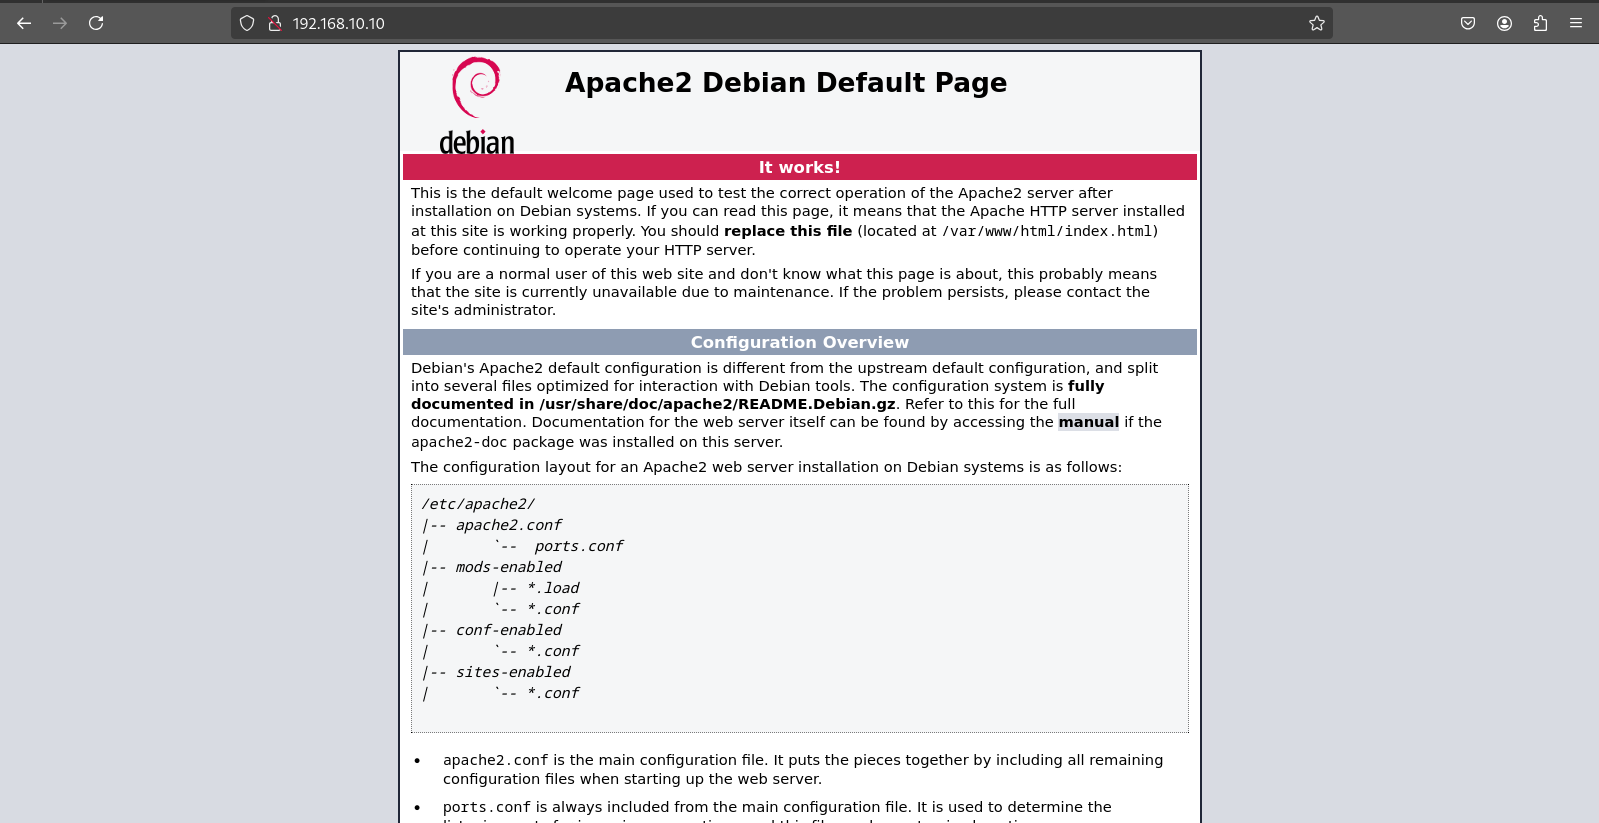 192.168.10.10
debian
Apache2 Debian Default Page
It works!
This is the default welcome page used to test the correct operation of the Apache2 server after
installation on Debian systems. If you can read this page, it means that the Apache HTTP server installed
at this site is working properly. You should replace this file (located at /var/www/html/index.html)
before continuing to operate your HTTP server.
If you are a normal user of this web site and don't know what this page is about, this probably means
that the site is currently unavailable due to maintenance. If the problem persists, please contact the
site's administrator.
Configuration Overview
Debian's Apache2 default configuration is different from the upstream default configuration, and split
into several files optimized for interaction with Debian tools. The configuration system is fully
documented in /usr/share/doc/apache2/README.Debian.gz. Refer to this for the full
documentation. Documentation for the web server itself can be found by accessing the manual if the
apache2-doc package was installed on this server.
The configuration layout for an Apache2 web server installation on Debian systems is as follows:
/etc/apache2/
|-- apache2.conf
|       `--  ports.conf
|-- mods-enabled
|       |-- *.load
|       `-- *.conf
|-- conf-enabled
|       `-- *.conf
|-- sites-enabled
|       `-- *.conf
• apache2.conf is the main configuration file. It puts the pieces together by including all remaining
configuration files when starting up the web server.
• ports.conf is always included from the main configuration file. It is used to determine the